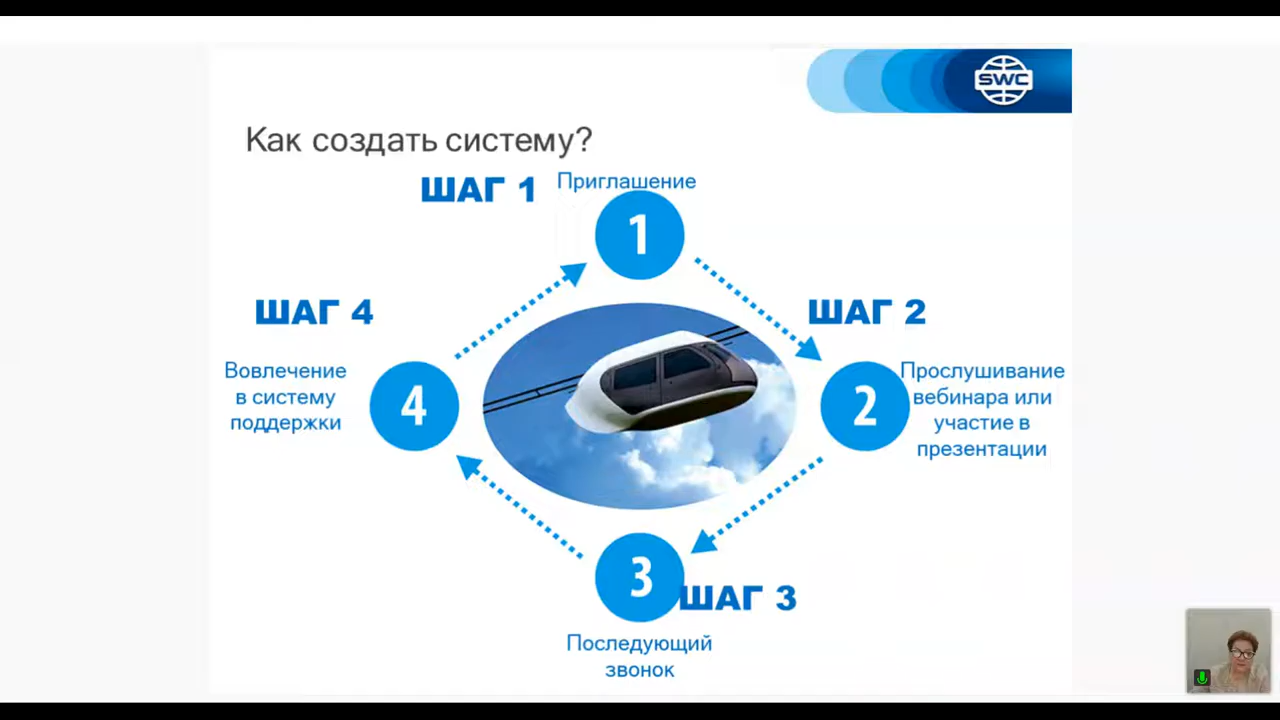 SWC
Как создать систему?
ШАГ 1
Приглашение
1
ШАГ 2
2
Прослушивание
вебинара или
участие в
презентации
3
ШАГ 3
Последующий
звонок
ШАГ 4
4
Вовлечение
в систему
поддержки